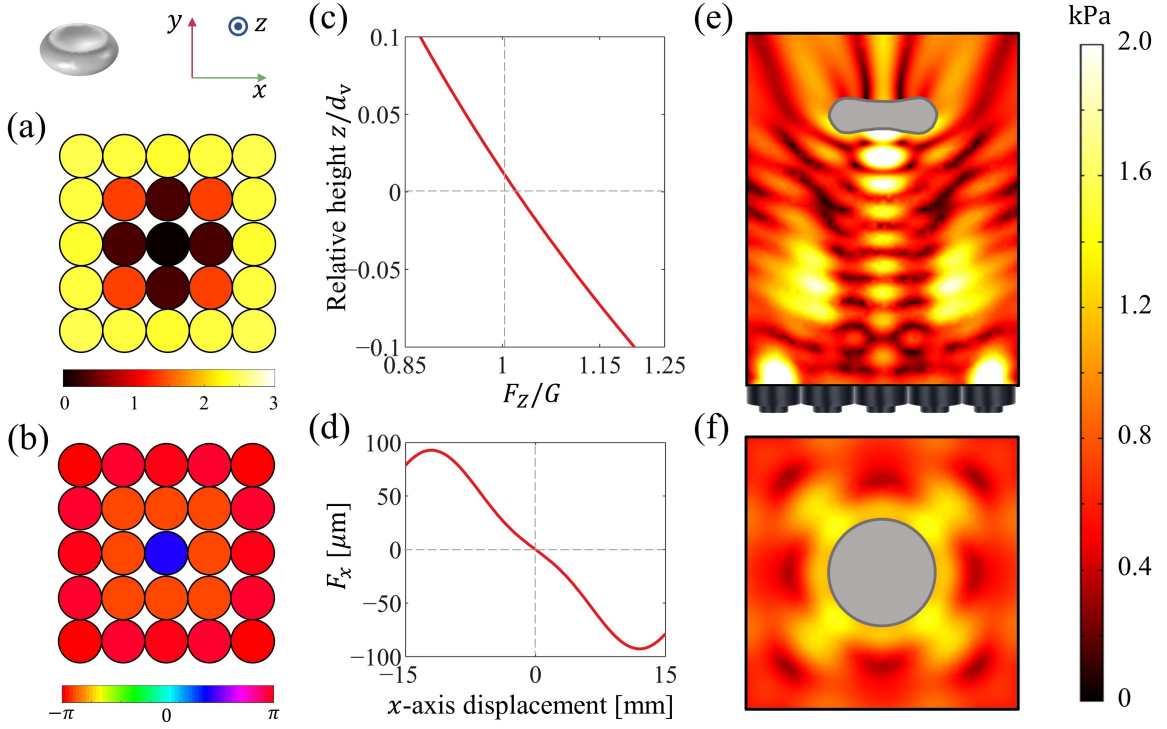 y
z
x
(a)
0 1 2 3
(b)
−π 0 π
(c)
Relative height z/dᵥ
0.1
0.05
0
−0.05
−0.1
0.85 1 1.15 1.25
F_Z/G
(d)
F_x [μm]
100
50
0
−50
−100
−15 0 15
x-axis displacement [mm]
(e)
(f)
kPa
2.0
1.6
1.2
0.8
0.4
0